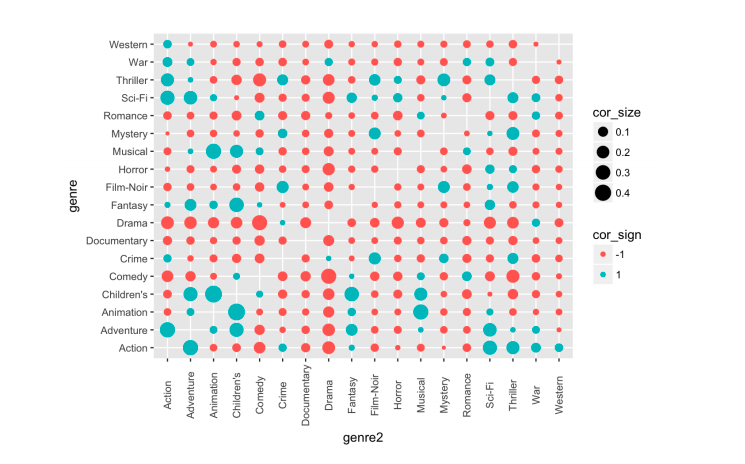 Western
War
Thriller
Sci-Fi
Romance
Mystery
Musical
Horror
Film-Noir
Fantasy
Drama
Documentary
Crime
Comedy
Children's
Animation
Adventure
Action
genre
Action
Adventure
Animation
Children's
Comedy
Crime
Documentary
Drama
Fantasy
Film-Noir
Horror
Musical
Mystery
Romance
Sci-Fi
Thriller
War
Western
genre2
cor_size
0.1
0.2
0.3
0.4
cor_sign
-1
1